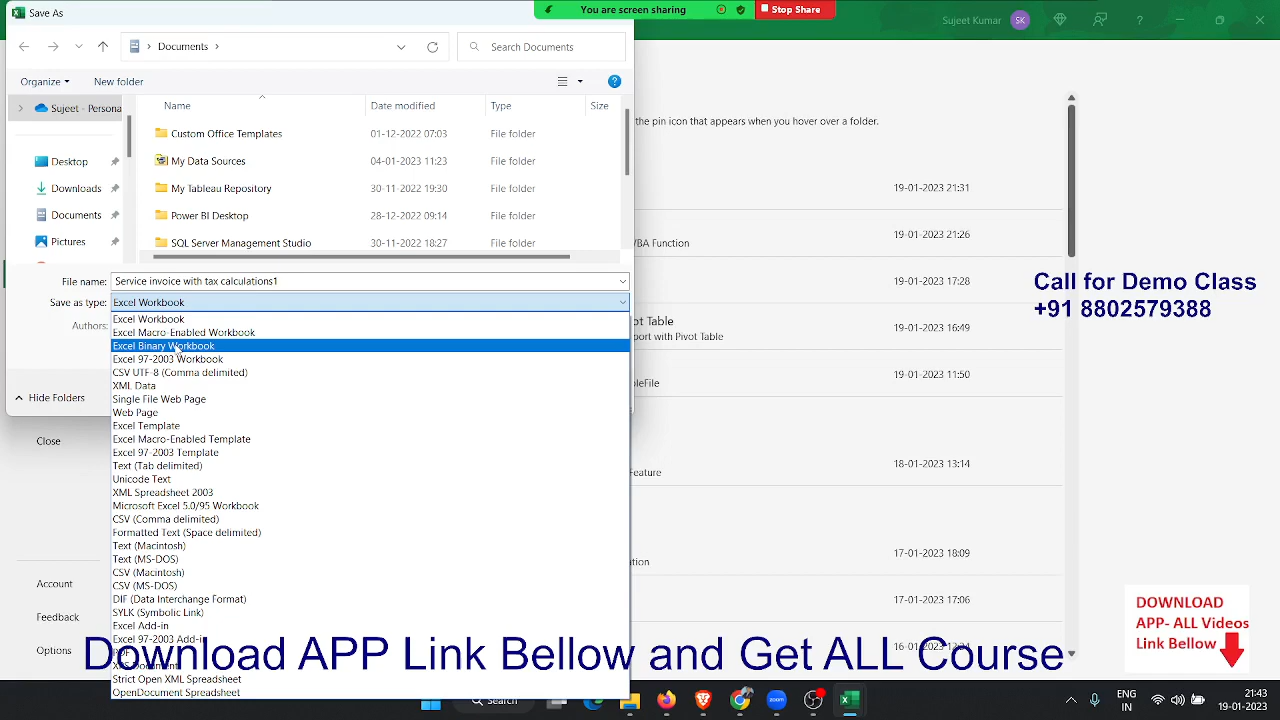 Save As
You are screen sharing
Stop Share
Sujeet Kumar
SK
Documents
Search Documents
Organize
New folder
Name
Date modified
Type
Size
Sujeet - Persona
Desktop
Downloads
Documents
Pictures
Custom Office Templates 01-12-2022 07:03 File folder
My Data Sources 04-01-2023 11:23 File folder
My Tableau Repository 30-11-2022 19:30 File folder
Power BI Desktop 28-12-2022 09:14 File folder
SQL Server Management Studio 30-11-2022 18:27 File folder
File name: Service invoice with tax calculations1
Save as type: Excel Workbook
Authors:
Excel Workbook
Excel Macro-Enabled Workbook
Excel Binary Workbook
Excel 97-2003 Workbook
CSV UTF-8 (Comma delimited)
XML Data
Single File Web Page
Web Page
Excel Template
Excel Macro-Enabled Template
Excel 97-2003 Template
Text (Tab delimited)
Unicode Text
XML Spreadsheet 2003
Microsoft Excel 5.0/95 Workbook
CSV (Comma delimited)
Formatted Text (Space delimited)
Text (Macintosh)
Text (MS-DOS)
CSV (Macintosh)
CSV (MS-DOS)
DIF (Data Interchange Format)
SYLK (Symbolic Link)
Excel Add-in
Excel 97-2003 Add-in
PDF
Strict Open XML Spreadsheet
OpenDocument Spreadsheet
Hide Folders
Close
Account
Feedback
Options
the pin icon that appears when you hover over a folder.
19-01-2023 21:31
VBA Function
19-01-2023 21:26
19-01-2023 17:28
ot Table
port with Pivot Table
19-01-2023 16:49
leFile
19-01-2023 11:50
Feature
18-01-2023 13:14
tion
17-01-2023 18:09
17-01-2023 17:06
Call for Demo Class
+91 8802579388
DOWNLOAD
APP- ALL Videos
Link Bellow
Download APP Link Bellow and Get ALL Course
Search
zoom
ENG
IN
21:43
19-01-2023